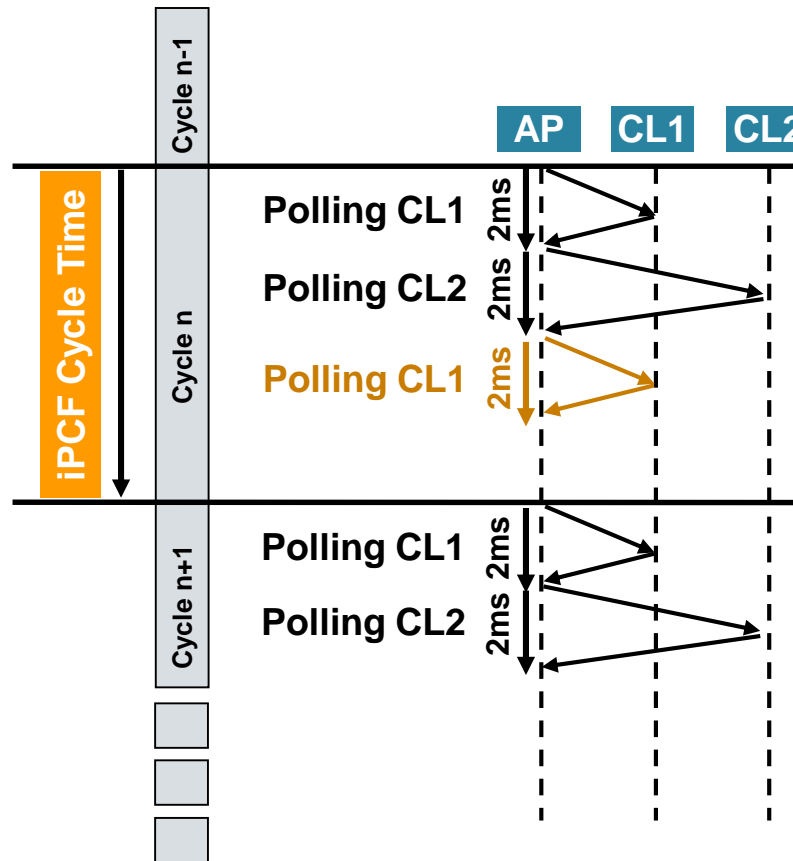 Cycle n-1
AP
CL1
CL2
iPCF Cycle Time
Cycle n
Polling CL1
2ms
Polling CL2
2ms
Polling CL1
2ms
Cycle n+1
Polling CL1
2ms
Polling CL2
2ms